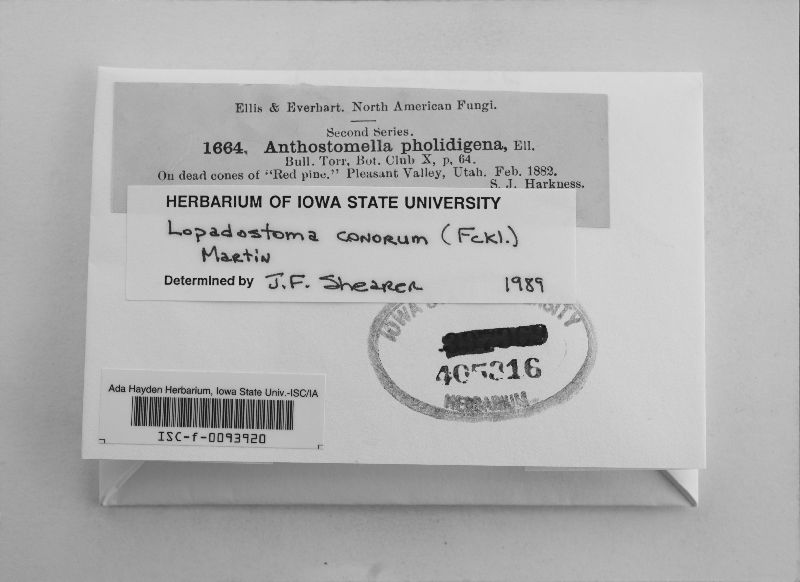 Ellis & Everhart. North American Fungi.
Second Series.
1664. Anthostomella pholidigena, Ell.
Bull. Torr, Bot. Club X, p, 64.
On dead cones of "Red pine." Pleasant Valley, Utah. Feb. 1882.
S. J. Harkness.
HERBARIUM OF IOWA STATE UNIVERSITY
Lopadostoma conorum (Fckl.)
Martin
Determined by J.F. Shearer 1989
IOWA
405316
HERBARIUM
Ada Hayden Herbarium, Iowa State Univ.-ISC/IA
ISC-f-0093920